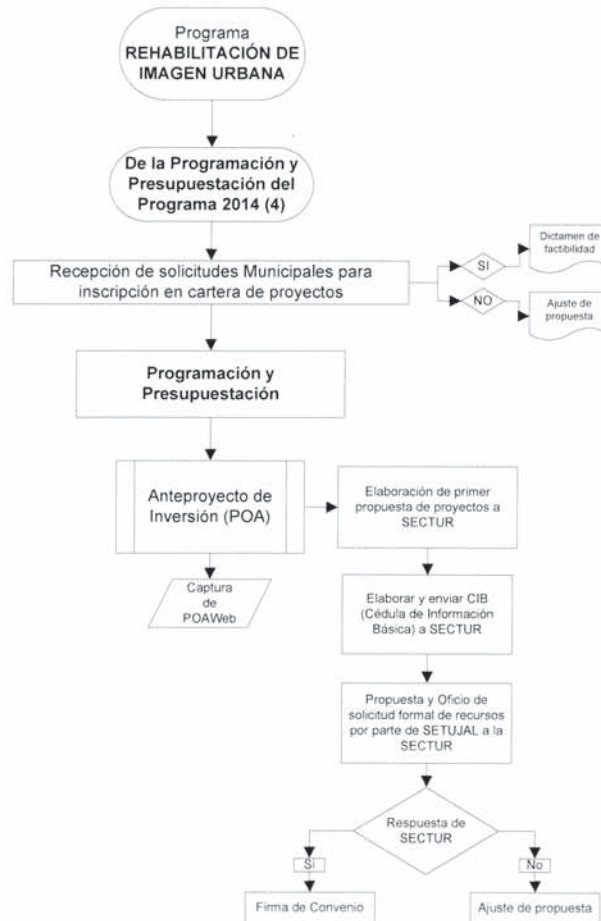 Programa
REHABILITACIÓN DE
IMAGEN URBANA
De la Programación y
Presupuestación del
Programa 2014 (4)
Recepción de solicitudes Municipales para
inscripción en cartera de proyectos
SI
Dictamen de
factibilidad
NO
Ajuste de
propuesta
Programación y
Presupuestación
Anteproyecto de
Inversión (POA)
Captura
de
POAWeb
Elaboración de primer
propuesta de proyectos a
SECTUR
Elaborar y enviar CIB
(Cédula de Información
Básica) a SECTUR
Propuesta y Oficio de
solicitud formal de recursos
por parte de SETUJAL a la
SECTUR
Respuesta de
SECTUR
Si
No
Firma de Convenio
Ajuste de propuesta